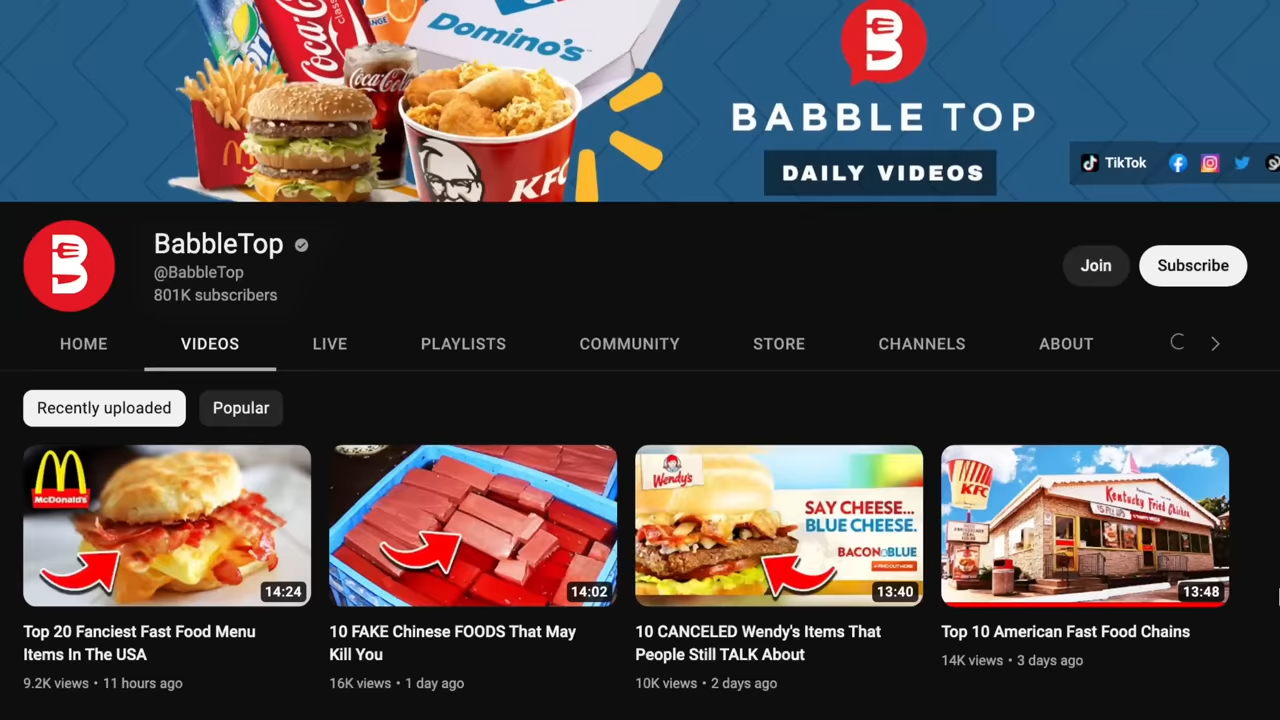 Coca-Cola
Classic
Domino's
Coca-Cola
KFC
BABBLE TOP
DAILY VIDEOS
TikTok
BabbleTop
@BabbleTop
801K subscribers
Join
Subscribe
HOME
VIDEOS
LIVE
PLAYLISTS
COMMUNITY
STORE
CHANNELS
ABOUT
Recently uploaded
Popular
McDonald's
14:24
14:02
Wendy's
SAY CHEESE...
BLUE CHEESE.
BACON
BLUE
13:40
KFC
Kentucky Fried Chicken
13:48
Top 20 Fanciest Fast Food Menu
Items In The USA
9.2K views • 11 hours ago
10 FAKE Chinese FOODS That May
Kill You
16K views • 1 day ago
10 CANCELED Wendy's Items That
People Still TALK About
10K views • 2 days ago
Top 10 American Fast Food Chains
14K views • 3 days ago